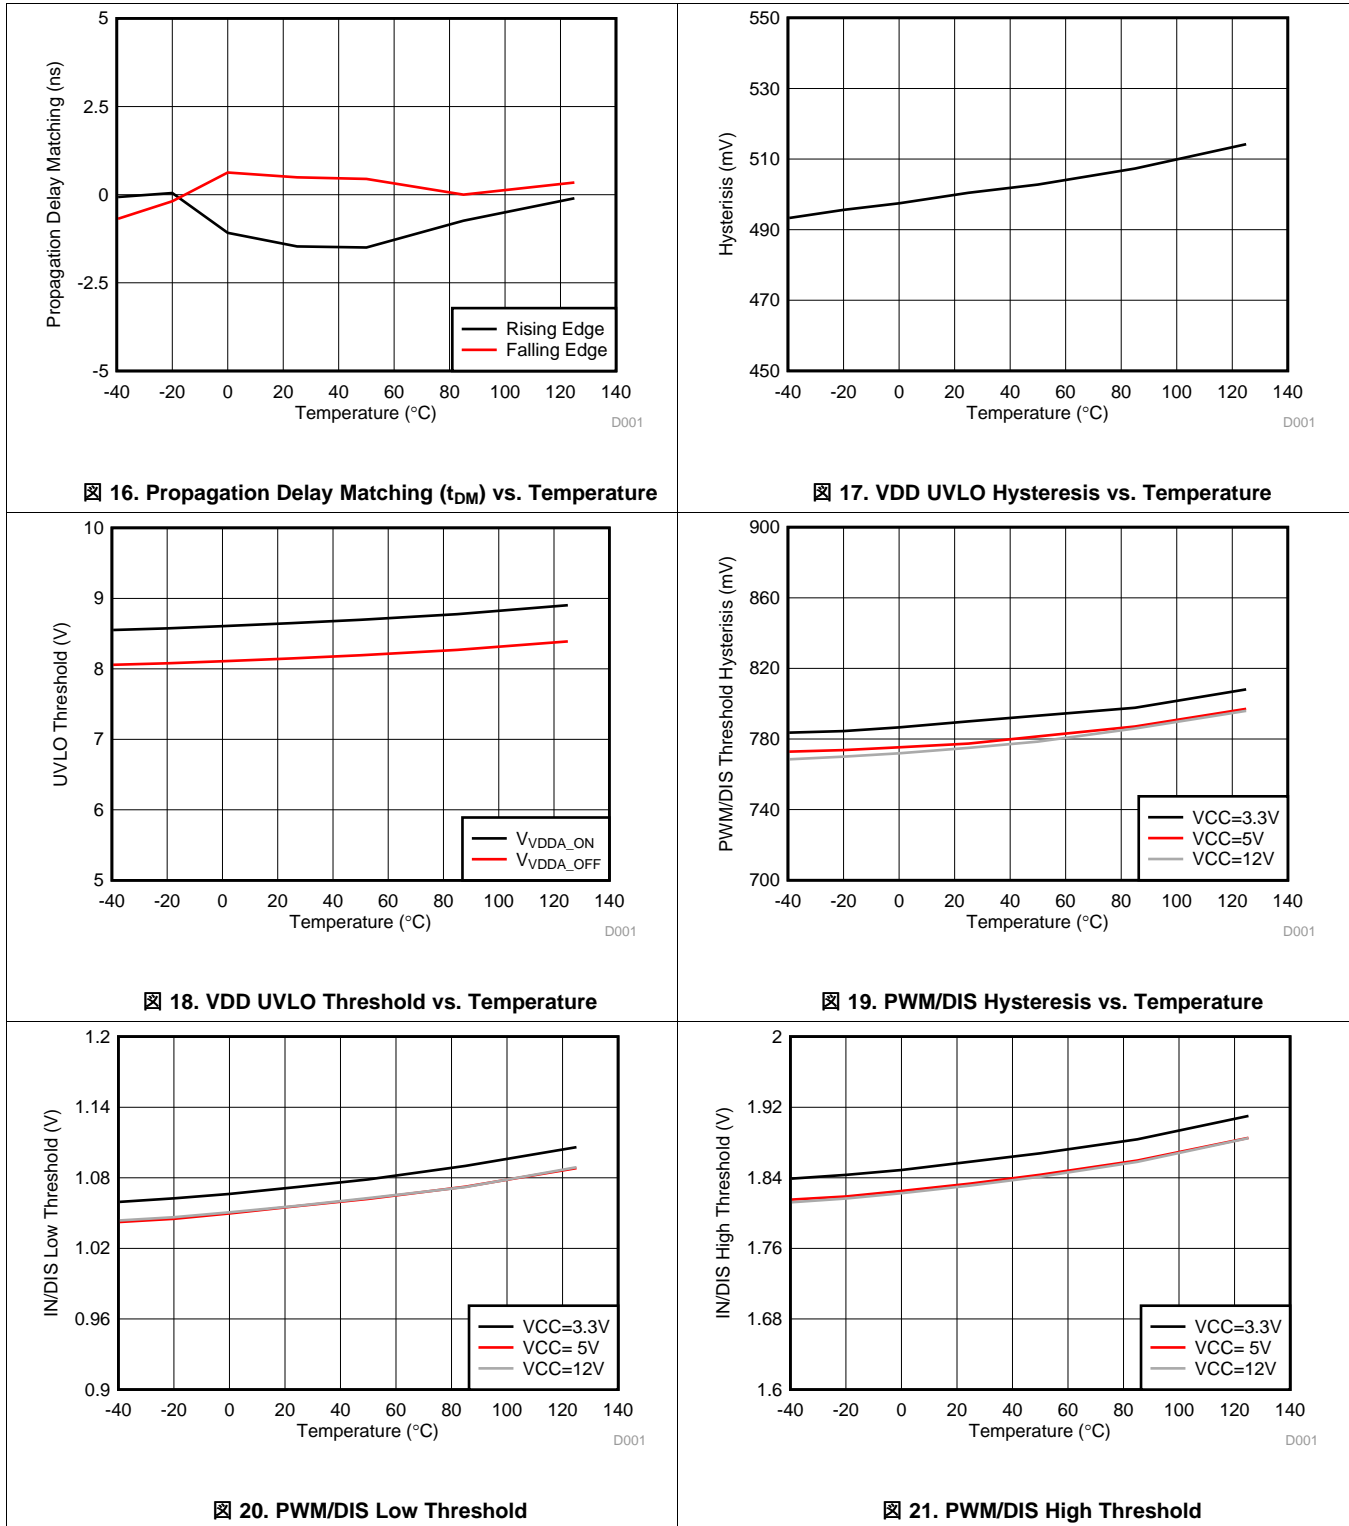 5
2.5
0
-2.5
-5
Propagation Delay Matching (ns)
Rising Edge
Falling Edge
-40 -20 0 20 40 60 80 100 120 140
Temperature (°C)
D001
図 16. Propagation Delay Matching (tDM) vs. Temperature
550
530
510
490
470
450
Hysterisis (mV)
-40 -20 0 20 40 60 80 100 120 140
Temperature (°C)
D001
図 17. VDD UVLO Hysteresis vs. Temperature
10
9
8
7
6
5
UVLO Threshold (V)
VVDDA_ON
VVDDA_OFF
-40 -20 0 20 40 60 80 100 120 140
Temperature (°C)
D001
図 18. VDD UVLO Threshold vs. Temperature
900
860
820
780
740
700
PWM/DIS Threshold Hysterisis (mV)
VCC=3.3V
VCC=5V
VCC=12V
-40 -20 0 20 40 60 80 100 120 140
Temperature (°C)
D001
図 19. PWM/DIS Hysteresis vs. Temperature
1.2
1.14
1.08
1.02
0.96
0.9
IN/DIS Low Threshold (V)
VCC=3.3V
VCC= 5V
VCC=12V
-40 -20 0 20 40 60 80 100 120 140
Temperature (°C)
D001
図 20. PWM/DIS Low Threshold
2
1.92
1.84
1.76
1.68
1.6
IN/DIS High Threshold (V)
VCC=3.3V
VCC= 5V
VCC=12V
-40 -20 0 20 40 60 80 100 120 140
Temperature (°C)
D001
図 21. PWM/DIS High Threshold